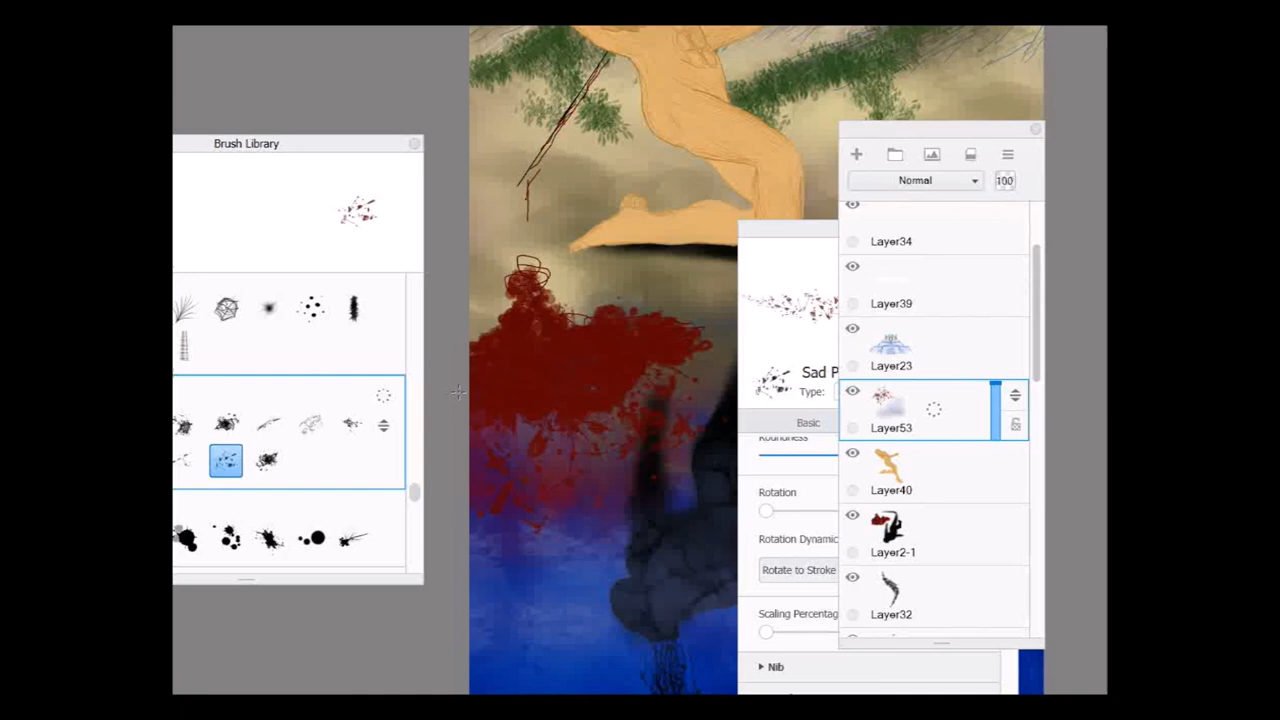 Brush Library
Normal
100
Layer34
Layer39
Layer23
Layer53
Layer40
Layer2-1
Layer32
Sad P
Type:
Basic
Roundness
Rotation
Rotation Dynamic
Rotate to Stroke
Scaling Percentag
Nib